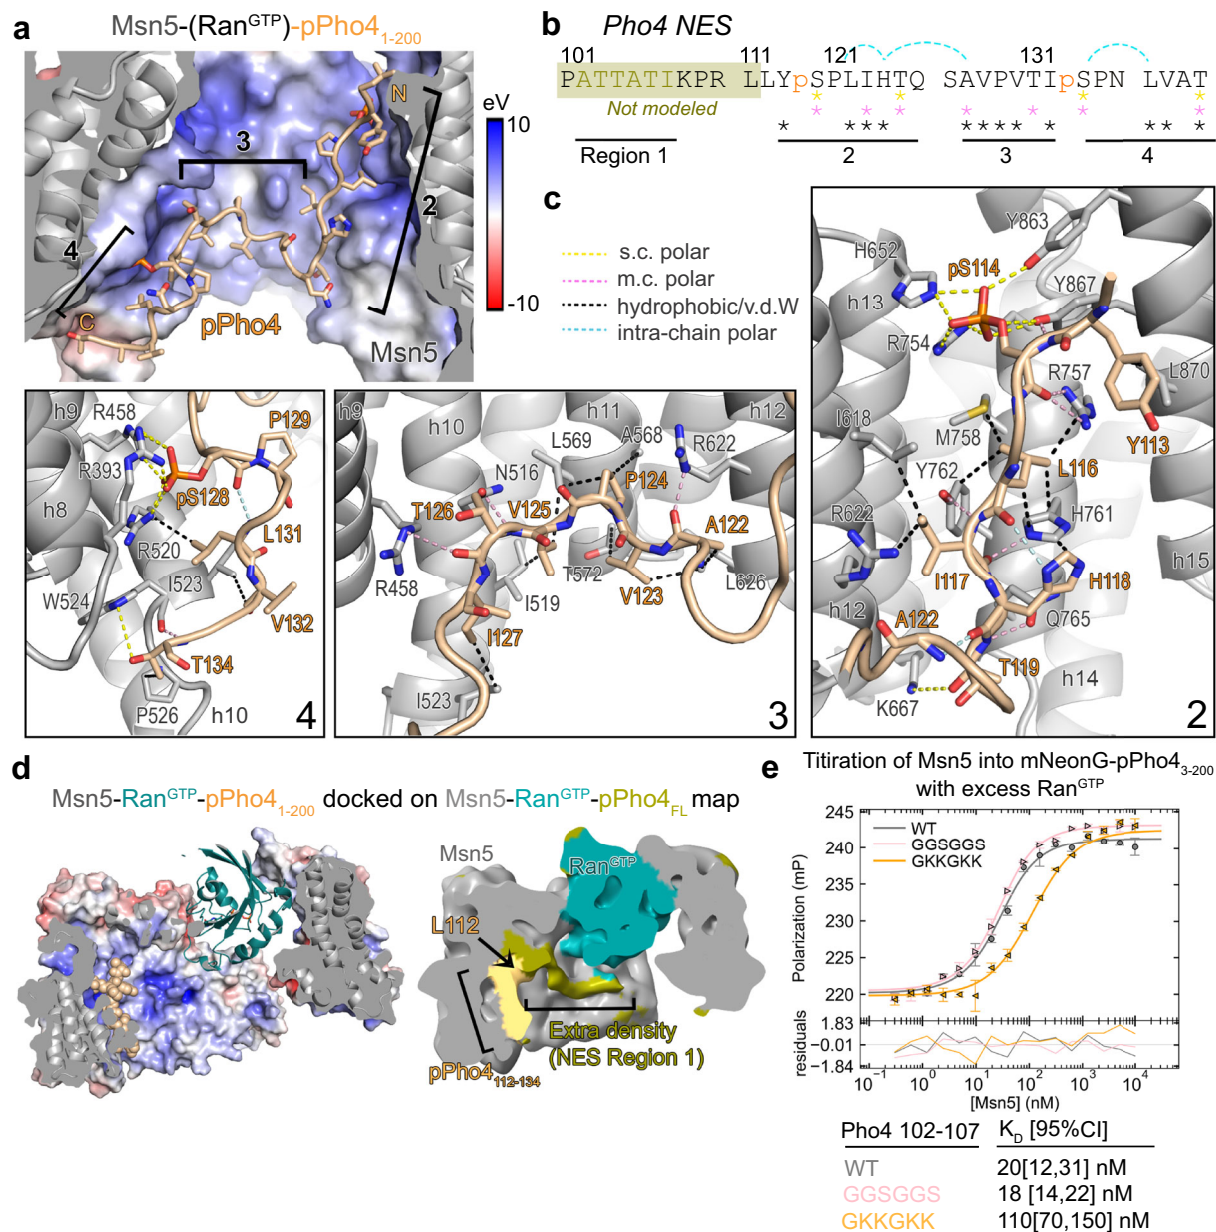 a
Msn5-(RanGTP)-pPho41-200
N
eV
10
-10
3
2
4
C
pPho4
Msn5
b
Pho4 NES
101 111 121 131
PATTATIKPR LLYpSPLIHTQ SAVPVTIpSPN LVAT
Not modeled
* * *
* * * * * *
* * * * * * * * * * * *
Region 1 2 3 4
c
s.c. polar
m.c. polar
hydrophobic/v.d.W
intra-chain polar
Y863
H652
pS114
h13
Y867
R754
R757
L870
I618
M758
Y113
Y762
L116
R622
H761
h15
I117
H118
h12
A122
Q765
T119
h14
K667
2
h9
R458
P129
R393
pS128
h8
L131
R520
I523
W524
V132
T134
P526
h10
4
h9
h10
h11
h12
L569
A568
R622
N516
P124
T126
V125
A122
R458
T572
L626
I519
V123
I127
I523
3
d
Msn5-RanGTP-pPho41-200 docked on Msn5-RanGTP-pPho4FL map
Msn5
RanGTP
L112
Extra density
(NES Region 1)
pPho4112-134
e
Titiration of Msn5 into mNeonG-pPho43-200
with excess RanGTP
WT
GGSGGS
GKKGKK
Polarization (mP)
245
240
235
230
225
220
residuals
1.83
-0.01
-1.84
10−1 100 101 102 103 104
[Msn5] (nM)
Pho4 102-107 KD [95%CI]
WT 20[12,31] nM
GGSGGS 18 [14,22] nM
GKKGKK 110[70,150] nM